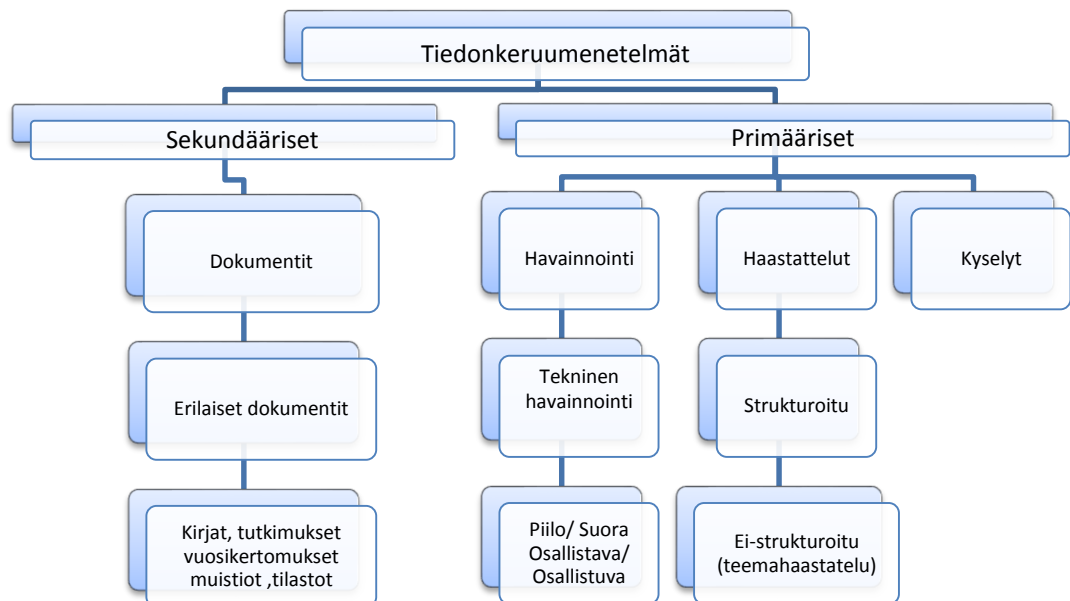 Tiedonkeruumenetelmät
Sekundääriset
Primääriset
Dokumentit
Havainnointi
Haastattelut
Kyselyt
Erilaiset dokumentit
Tekninen
havainnointi
Strukturoitu
Kirjat, tutkimukset
vuosikertomukset
muistiot ,tilastot
Piilo/ Suora
Osallistava/
Osallistuva
Ei-strukturoitu
(teemahaastatelu)